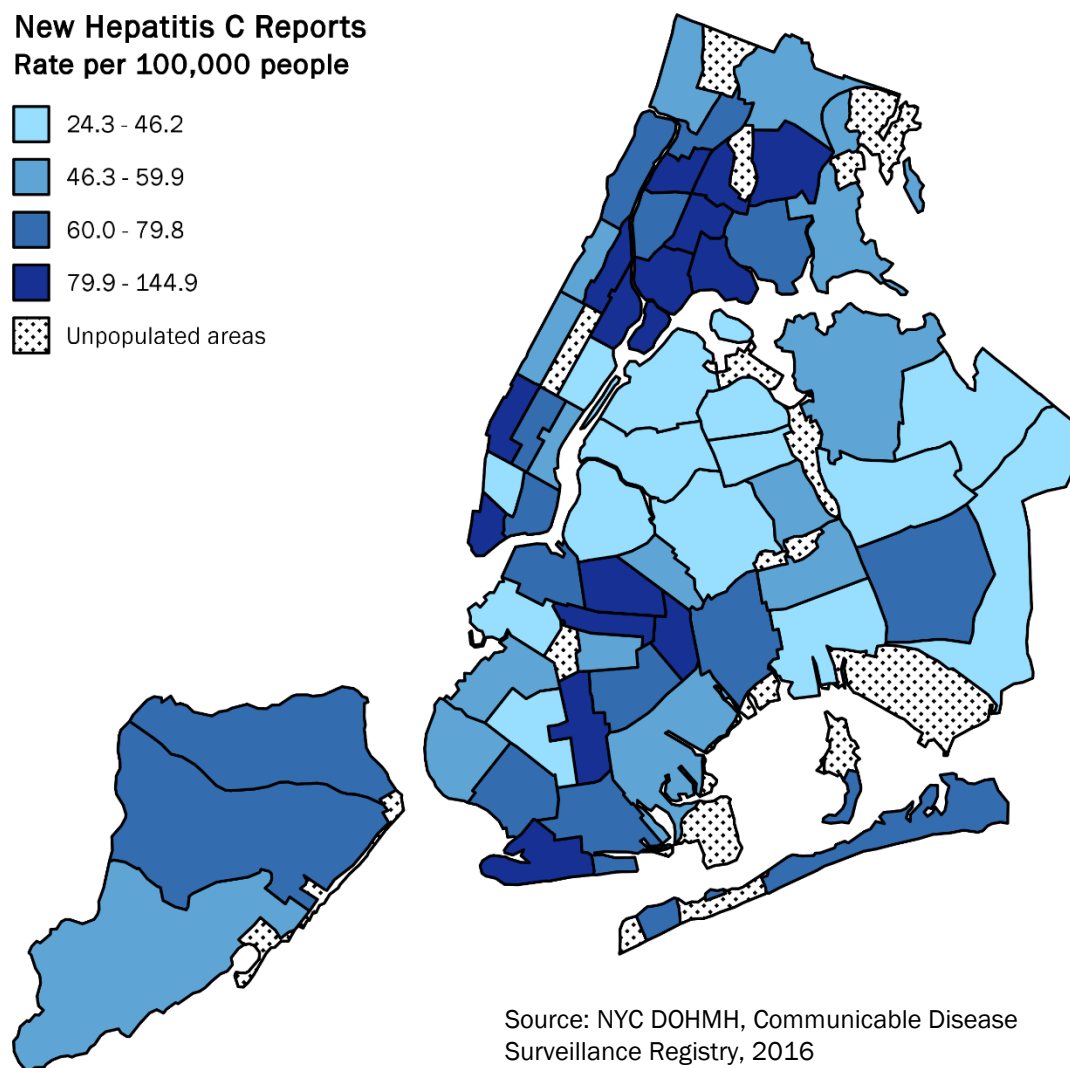 New Hepatitis C Reports
Rate per 100,000 people
24.3 - 46.2
46.3 - 59.9
60.0 - 79.8
79.9 - 144.9
Unpopulated areas
Source: NYC DOHMH, Communicable Disease
Surveillance Registry, 2016